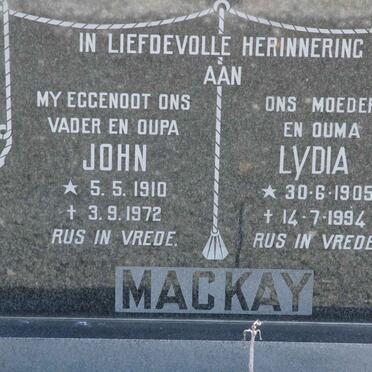 IN LIEFDEVOLLE HERINNERING
AAN
MY EGGENOOT ONS
VADER EN OUPA
JOHN
★ 5.5.1910
✝ 3.9.1972
RUS IN VREDE.
ONS MOEDER
EN OUMA
LYDIA
★ 30·6·1905
✝ 14·7·1994
RUS IN VREDE
MACKAY